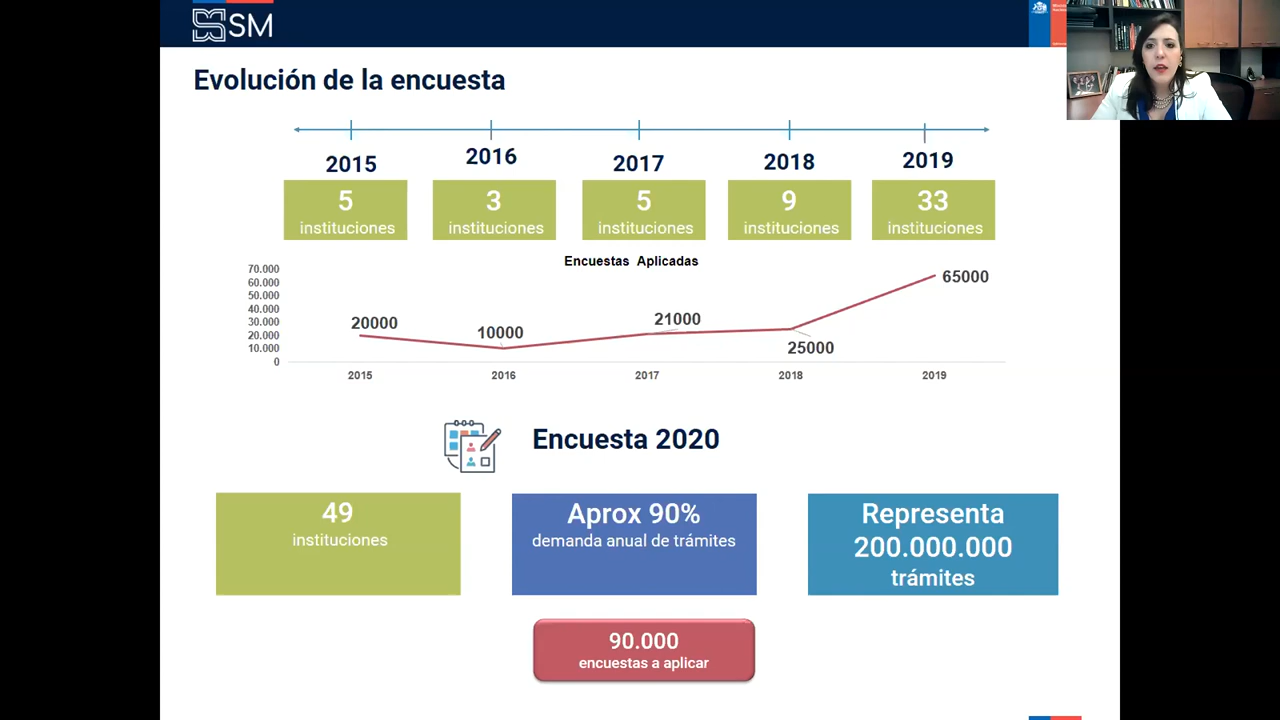 SM
Evolución de la encuesta
2015
2016
2017
2018
2019
5
instituciones
3
instituciones
5
instituciones
9
instituciones
33
instituciones
Encuestas Aplicadas
70.000
60.000
50.000
40.000
30.000
20.000
10.000
0
20000
10000
21000
25000
65000
2015
2016
2017
2018
2019
Encuesta 2020
49
instituciones
Aprox 90%
demanda anual de trámites
Representa
200.000.000
trámites
90.000
encuestas a aplicar